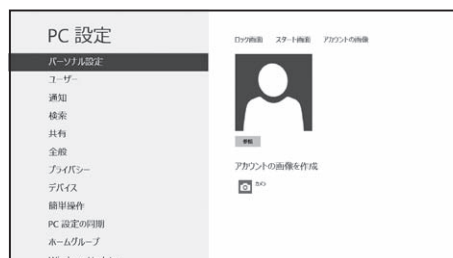 PC 設定
パーソナル設定
ユーザー
通知
検索
共有
全般
プライバシー
デバイス
簡単操作
PC 設定の同期
ホームグループ
ロック画面 スタート画面 アカウントの画像
参照
アカウントの画像を作成
カメラ